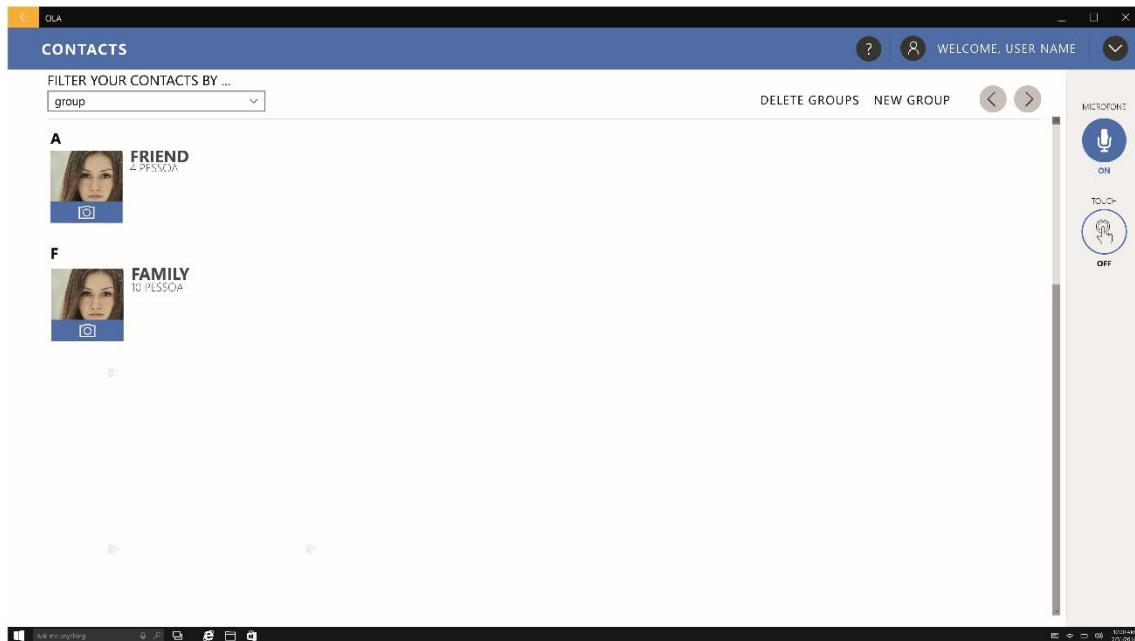 OLA
CONTACTS
? WELCOME, USER NAME
FILTER YOUR CONTACTS BY ...
group
DELETE GROUPS NEW GROUP
MICROFONE
ON
TOUCH
OFF
A
FRIEND
4 PESSOA
F
FAMILY
10 PESSOA
Ask me anything